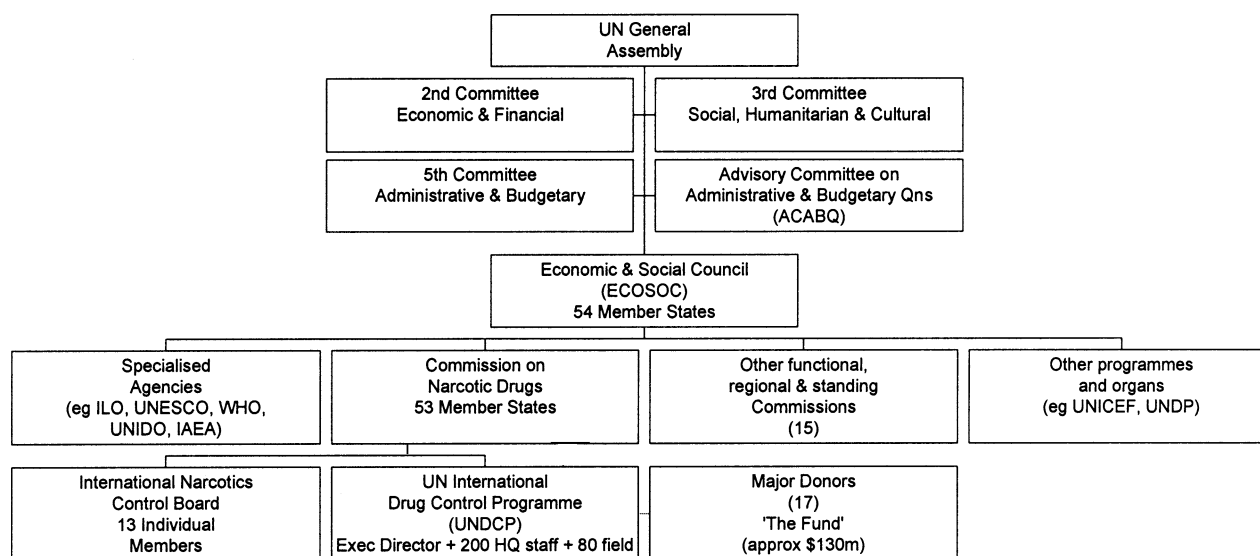 UN General
Assembly
2nd Committee
Economic & Financial
3rd Committee
Social, Humanitarian & Cultural
5th Committee
Administrative & Budgetary
Advisory Committee on
Administrative & Budgetary Qns
(ACABQ)
Economic & Social Council
(ECOSOC)
54 Member States
Specialised
Agencies
(eg ILO, UNESCO, WHO,
UNIDO, IAEA)
Commission on
Narcotic Drugs
53 Member States
Other functional,
regional & standing
Commissions
(15)
Other programmes
and organs
(eg UNICEF, UNDP)
International Narcotics
Control Board
13 Individual
Members
UN International
Drug Control Programme
(UNDCP)
Exec Director + 200 HQ staff + 80 field
Major Donors
(17)
'The Fund'
(approx $130m)